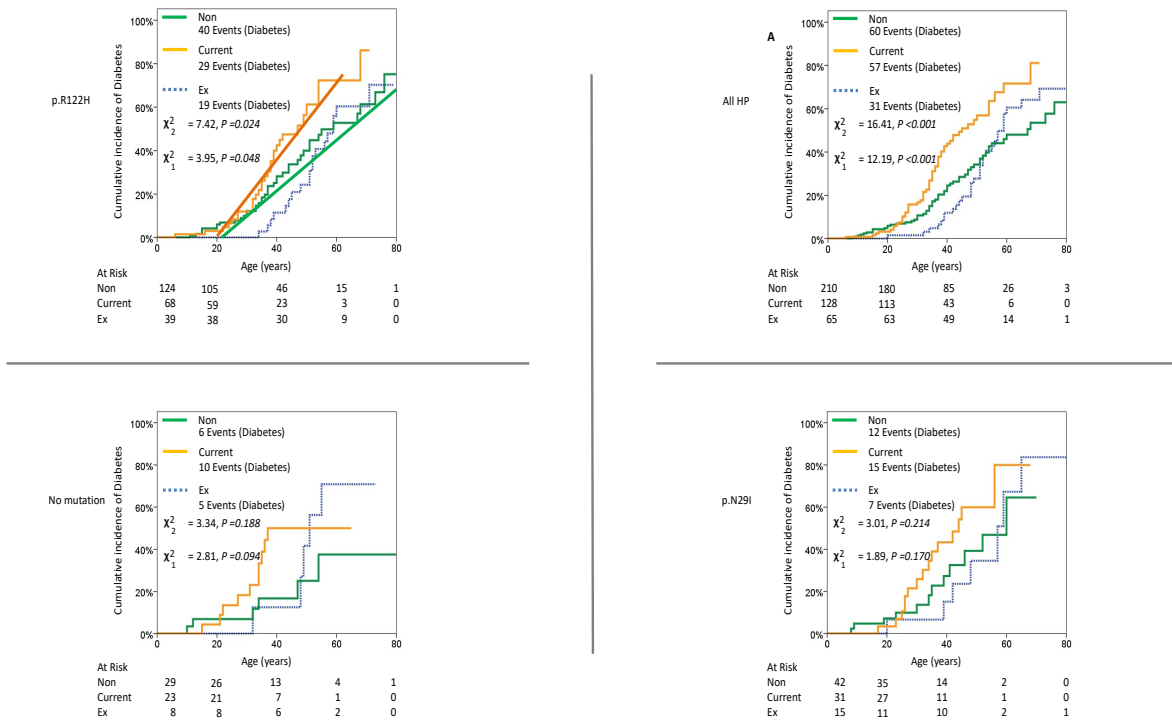 p.R122H
Cumulative incidence of Diabetes
100%
80%
60%
40%
20%
0%
Non
40 Events (Diabetes)
Current
29 Events (Diabetes)
Ex
19 Events (Diabetes)
χ²₂ = 7.42, P =0.024
χ²₁ = 3.95, P =0.048
0 20 40 60 80
Age (years)
At Risk
Non 124 105 46 15 1
Current 68 59 23 3 0
Ex 39 38 30 9 0
A
All HP
Cumulative incidence of Diabetes
100%
80%
60%
40%
20%
0%
Non
60 Events (Diabetes)
Current
57 Events (Diabetes)
Ex
31 Events (Diabetes)
χ²₂ = 16.41, P <0.001
χ²₁ = 12.19, P <0.001
0 20 40 60 80
Age (years)
At Risk
Non 210 180 85 26 3
Current 128 113 43 6 0
Ex 65 63 49 14 1
No mutation
Cumulative incidence of Diabetes
100%
80%
60%
40%
20%
0%
Non
6 Events (Diabetes)
Current
10 Events (Diabetes)
Ex
5 Events (Diabetes)
χ²₂ = 3.34, P =0.188
χ²₁ = 2.81, P =0.094
0 20 40 60 80
Age (years)
At Risk
Non 29 26 13 4 1
Current 23 21 7 1 0
Ex 8 8 6 2 0
p.N29I
Cumulative incidence of Diabetes
100%
80%
60%
40%
20%
0%
Non
12 Events (Diabetes)
Current
15 Events (Diabetes)
Ex
7 Events (Diabetes)
χ²₂ = 3.01, P =0.214
χ²₁ = 1.89, P =0.170
0 20 40 60 80
Age (years)
At Risk
Non 42 35 14 2 0
Current 31 27 11 1 0
Ex 15 11 10 2 1